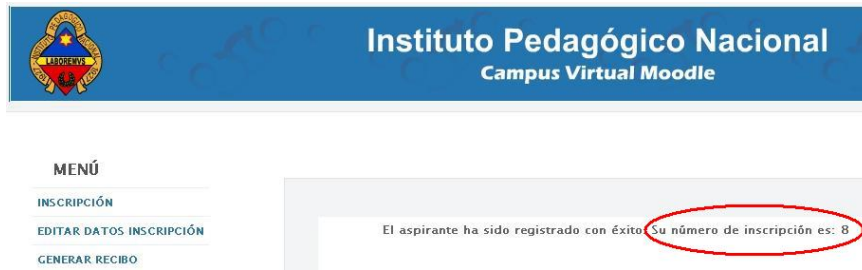 Instituto Pedagógico Nacional
Campus Virtual Moodle
LABOREMVS
MENÚ
INSCRIPCIÓN
EDITAR DATOS INSCRIPCIÓN
GENERAR RECIBO
El aspirante ha sido registrado con éxito: Su número de inscripción es: 8